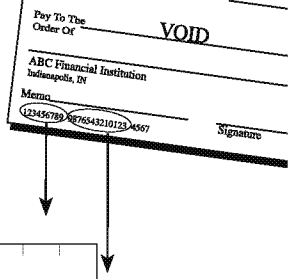 Pay To The
Order Of
VOID
ABC Financial Institution
Indianapolis, IN
Memo
123456789 9876543210123 4567
Signature